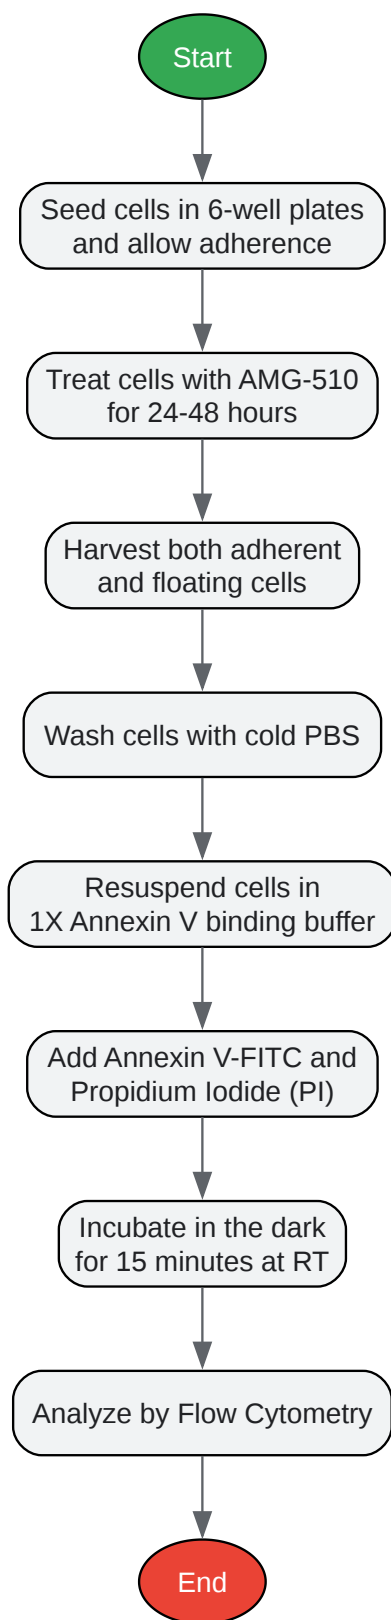 Start
Seed cells in 6-well plates
and allow adherence
Treat cells with AMG-510
for 24-48 hours
Harvest both adherent
and floating cells
Wash cells with cold PBS
Resuspend cells in
1X Annexin V binding buffer
Add Annexin V-FITC and
Propidium Iodide (PI)
Incubate in the dark
for 15 minutes at RT
Analyze by Flow Cytometry
End